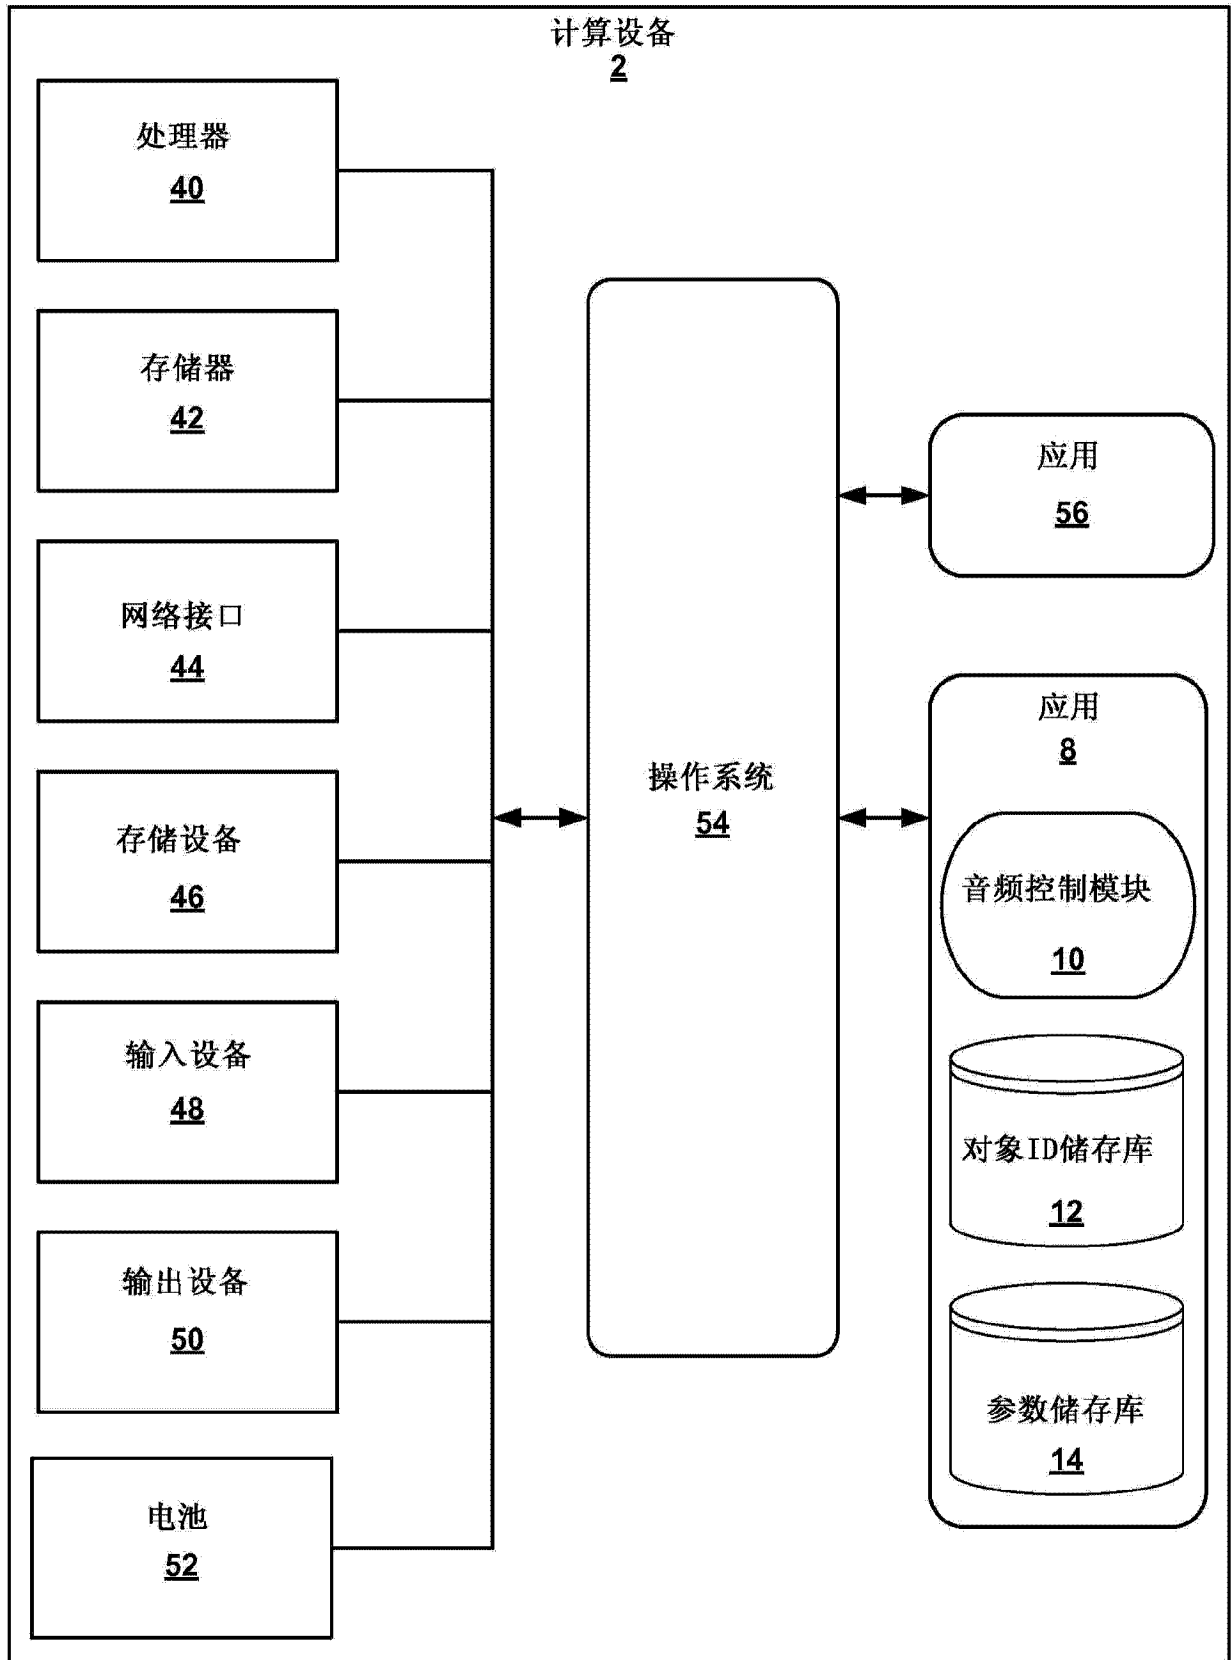 计算设备
2
处理器
40
存储器
42
网络接口
44
存储设备
46
输入设备
48
输出设备
50
电池
52
操作系统
54
应用
56
应用
8
音频控制模块
10
对象ID储存库
12
参数储存库
14